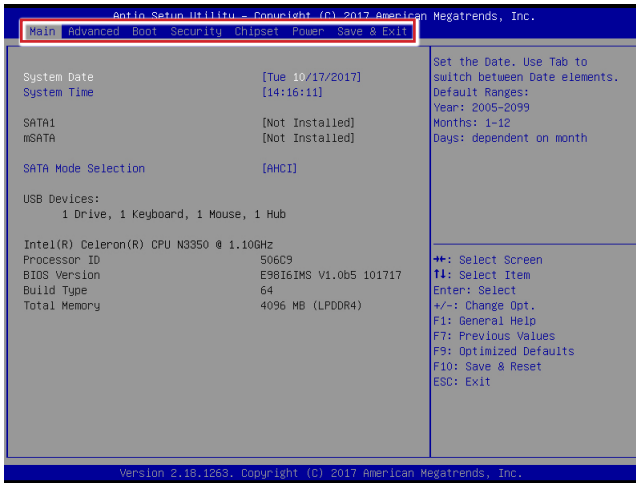 Aptio Setup Utility – Copyright (C) 2017 American Megatrends, Inc.
Main Advanced Boot Security Chipset Power Save & Exit
System Date [Tue 10/17/2017]
System Time [14:16:11]
SATA1 [Not Installed]
mSATA [Not Installed]
SATA Mode Selection [AHCI]
USB Devices:
1 Drive, 1 Keyboard, 1 Mouse, 1 Hub
Intel(R) Celeron(R) CPU N3350 @ 1.10GHz
Processor ID 506C9
BIOS Version E98I6IMS V1.0b5 101717
Build Type 64
Total Memory 4096 MB (LPDDR4)
Set the Date. Use Tab to
switch between Date elements.
Default Ranges:
Year: 2005-2099
Months: 1-12
Days: dependent on month
→←: Select Screen
↑↓: Select Item
Enter: Select
+/-: Change Opt.
F1: General Help
F7: Previous Values
F9: Optimized Defaults
F10: Save & Reset
ESC: Exit
Version 2.18.1263. Copyright (C) 2017 American Megatrends, Inc.